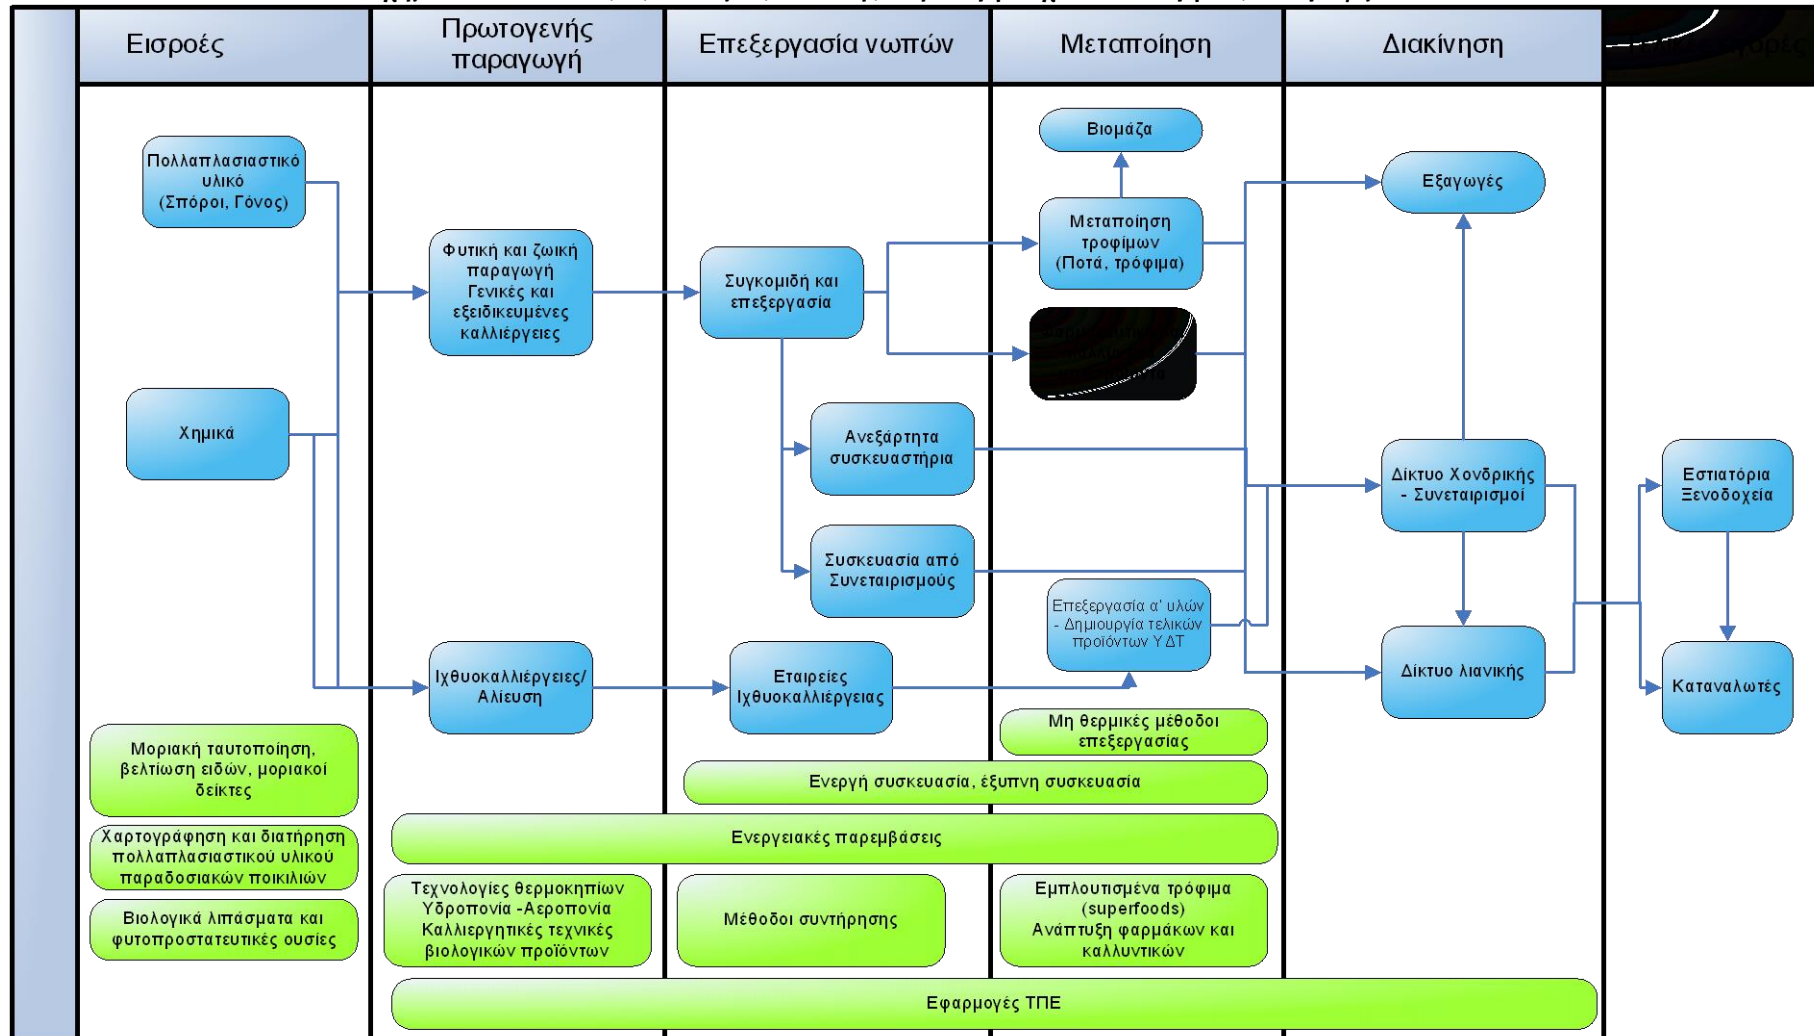 Εισροές
Πρωτογενής
παραγωγή
Επεξεργασία νωπών
Μεταποίηση
Διακίνηση
Πολλαπλασιαστικό
υλικό
(Σπόροι, Γόνος)
Χημικά
Φυτική και ζωική
παραγωγή
Γενικές και
εξειδικευμένες
καλλιέργειες
Ιχθυοκαλλιέργειες/
Αλίευση
Συγκομιδή και
επεξεργασία
Ανεξάρτητα
συσκευαστήρια
Συσκευασία από
Συνεταιρισμούς
Εταιρείες
Ιχθυοκαλλιέργειας
Βιομάζα
Μεταποίηση
τροφίμων
(Ποτά, τρόφιμα)
Επεξεργασία α' υλών
- Δημιουργία τελικών
προϊόντων ΥΔΤ
Εξαγωγές
Δίκτυο Χονδρικής
- Συνεταιρισμοί
Δίκτυο λιανικής
Εστιατόρια
Ξενοδοχεία
Καταναλωτές
Μοριακή ταυτοποίηση,
βελτίωση ειδών, μοριακοί
δείκτες
Χαρτογράφηση και διατήρηση
πολλαπλασιαστικού υλικού
παραδοσιακών ποικιλιών
Βιολογικά λιπάσματα και
φυτοπροστατευτικές ουσίες
Μη θερμικές μέθοδοι
επεξεργασίας
Ενεργή συσκευασία, έξυπνη συσκευασία
Ενεργειακές παρεμβάσεις
Τεχνολογίες θερμοκηπίων
Υδροπονία -Αεροπονία
Καλλιεργητικές τεχνικές
βιολογικών προϊόντων
Μέθοδοι συντήρησης
Εμπλουτισμένα τρόφιμα
(superfoods)
Ανάπτυξη φαρμάκων και
καλλυντικών
Εφαρμογές ΤΠΕ